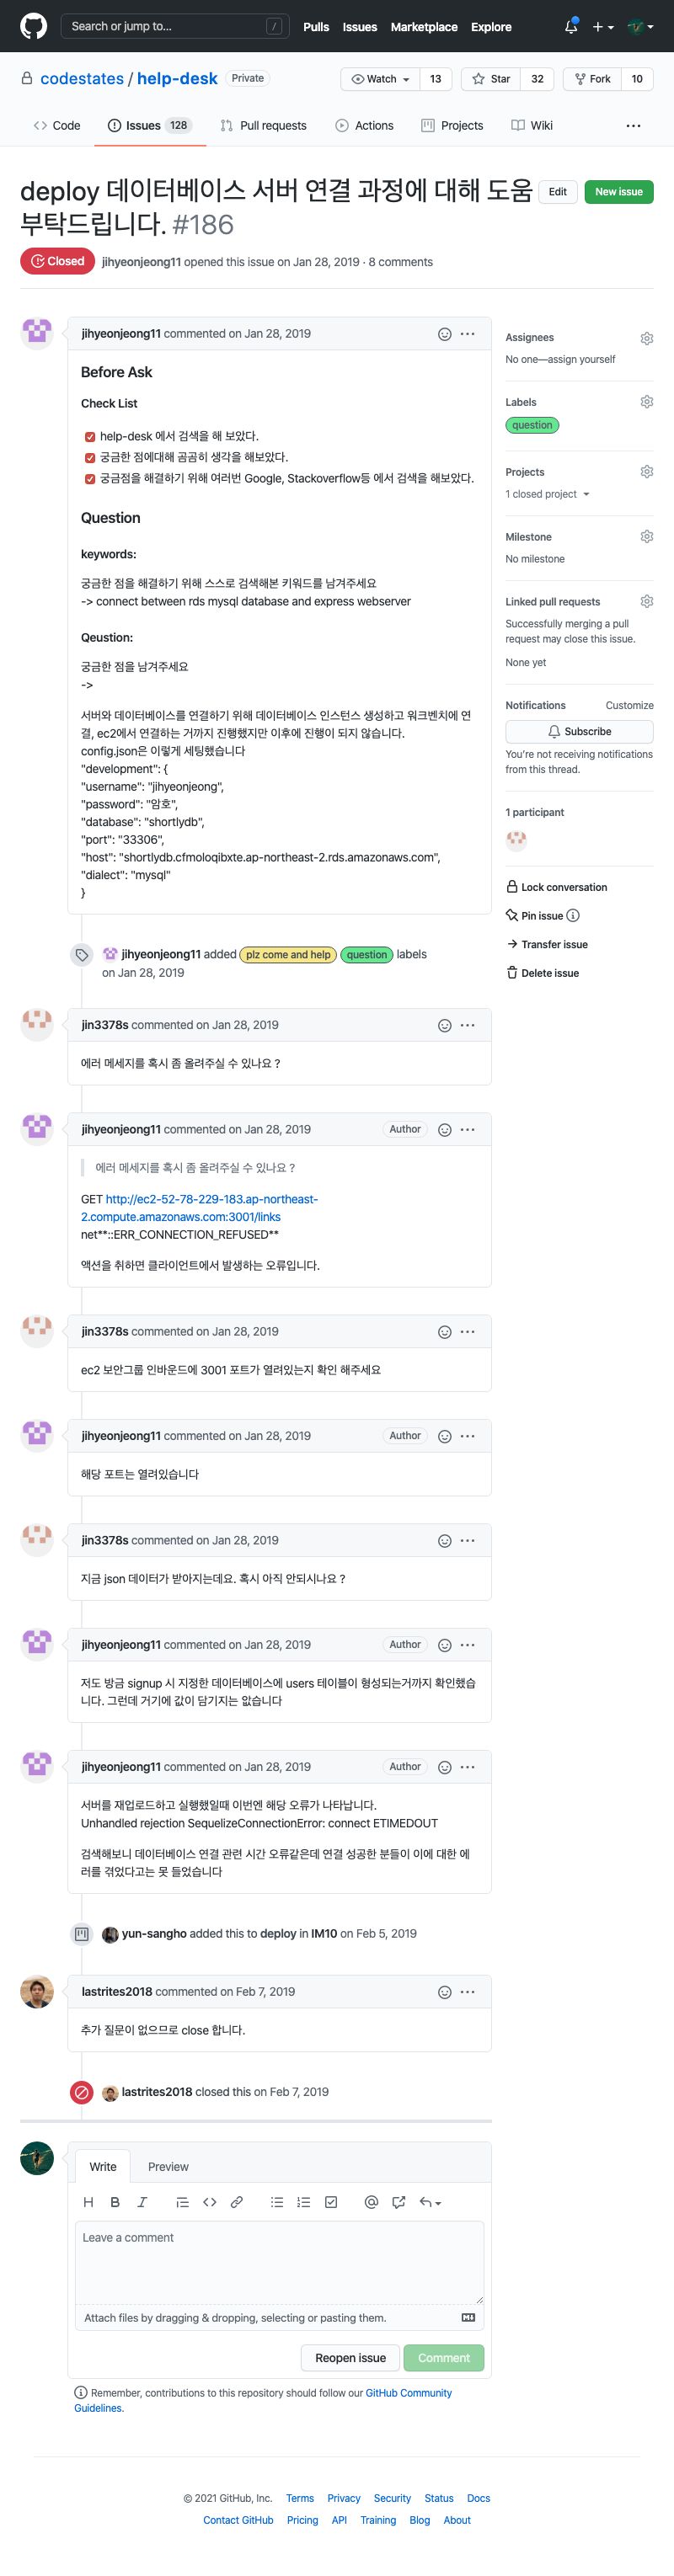 Search or jump to... /
Pulls Issues Marketplace Explore
codestates / help-desk Private
Watch 13 Star 32 Fork 10
Code Issues 128 Pull requests Actions Projects Wiki
deploy 데이터베이스 서버 연결 과정에 대해 도움
부탁드립니다. #186
Edit New issue
Closed jihyeonjeong11 opened this issue on Jan 28, 2019 · 8 comments
jihyeonjeong11 commented on Jan 28, 2019
Before Ask
Check List
help-desk 에서 검색을 해 보았다.
궁금한 점에대해 곰곰히 생각을 해보았다.
궁금점을 해결하기 위해 여러번 Google, Stackoverflow등 에서 검색을 해보았다.
Question
keywords:
궁금한 점을 해결하기 위해 스스로 검색해본 키워드를 남겨주세요
-> connect between rds mysql database and express webserver
Qeustion:
궁금한 점을 남겨주세요
->
서버와 데이터베이스를 연결하기 위해 데이터베이스 인스턴스 생성하고 워크벤치에 연
결, ec2에서 연결하는 거까지 진행했지만 이후에 진행이 되지 않습니다.
config.json은 이렇게 세팅했습니다
"development": {
"username": "jihyeonjeong",
"password": "암호",
"database": "shortlydb",
"port": "33306",
"host": "shortlydb.cfmoloqibxte.ap-northeast-2.rds.amazonaws.com",
"dialect": "mysql"
}
Assignees
No one—assign yourself
Labels
question
Projects
1 closed project
Milestone
No milestone
Linked pull requests
Successfully merging a pull
request may close this issue.
None yet
Notifications Customize
Subscribe
You're not receiving notifications
from this thread.
1 participant
Lock conversation
Pin issue
Transfer issue
Delete issue
jihyeonjeong11 added plz come and help question labels
on Jan 28, 2019
jin3378s commented on Jan 28, 2019
에러 메세지를 혹시 좀 올려주실 수 있나요 ?
jihyeonjeong11 commented on Jan 28, 2019 Author
에러 메세지를 혹시 좀 올려주실 수 있나요 ?
GET http://ec2-52-78-229-183.ap-northeast-
2.compute.amazonaws.com:3001/links
net**::ERR_CONNECTION_REFUSED**
액션을 취하면 클라이언트에서 발생하는 오류입니다.
jin3378s commented on Jan 28, 2019
ec2 보안그룹 인바운드에 3001 포트가 열려있는지 확인 해주세요
jihyeonjeong11 commented on Jan 28, 2019 Author
해당 포트는 열려있습니다
jin3378s commented on Jan 28, 2019
지금 json 데이터가 받아지는데요. 혹시 아직 안되시나요 ?
jihyeonjeong11 commented on Jan 28, 2019 Author
저도 방금 signup 시 지정한 데이터베이스에 users 테이블이 형성되는거까지 확인했습
니다. 그런데 거기에 값이 담기지는 않습니다
jihyeonjeong11 commented on Jan 28, 2019 Author
서버를 재업로드하고 실행했일때 이번엔 해당 오류가 나타납니다.
Unhandled rejection SequelizeConnectionError: connect ETIMEDOUT
검색해보니 데이터베이스 연결 관련 시간 오류같은데 연결 성공한 분들이 이에 대한 에
러를 겪었다고는 못 들었습니다
yun-sangho added this to deploy in IM10 on Feb 5, 2019
lastrites2018 commented on Feb 7, 2019
추가 질문이 없으므로 close 합니다.
lastrites2018 closed this on Feb 7, 2019
Write Preview
Leave a comment
Attach files by dragging & dropping, selecting or pasting them.
Reopen issue Comment
Remember, contributions to this repository should follow our GitHub Community
Guidelines.
© 2021 GitHub, Inc. Terms Privacy Security Status Docs
Contact GitHub Pricing API Training Blog About